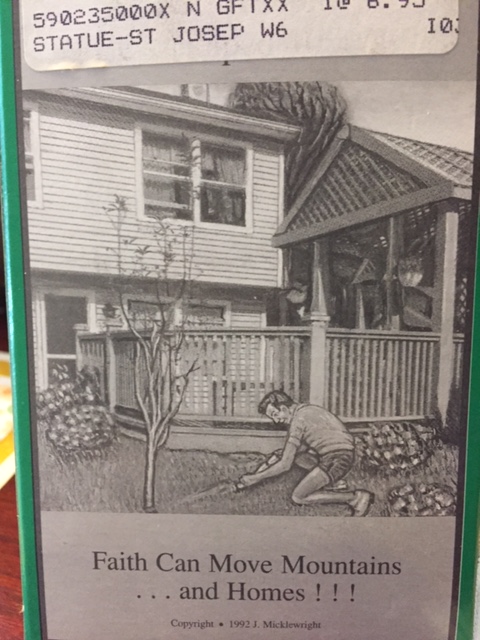 590235000X N GFTXX 1@ 6.95
STATUE-ST JOSEP W6
Faith Can Move Mountains
. . . and Homes ! ! !
Copyright • 1992 J. Micklewright